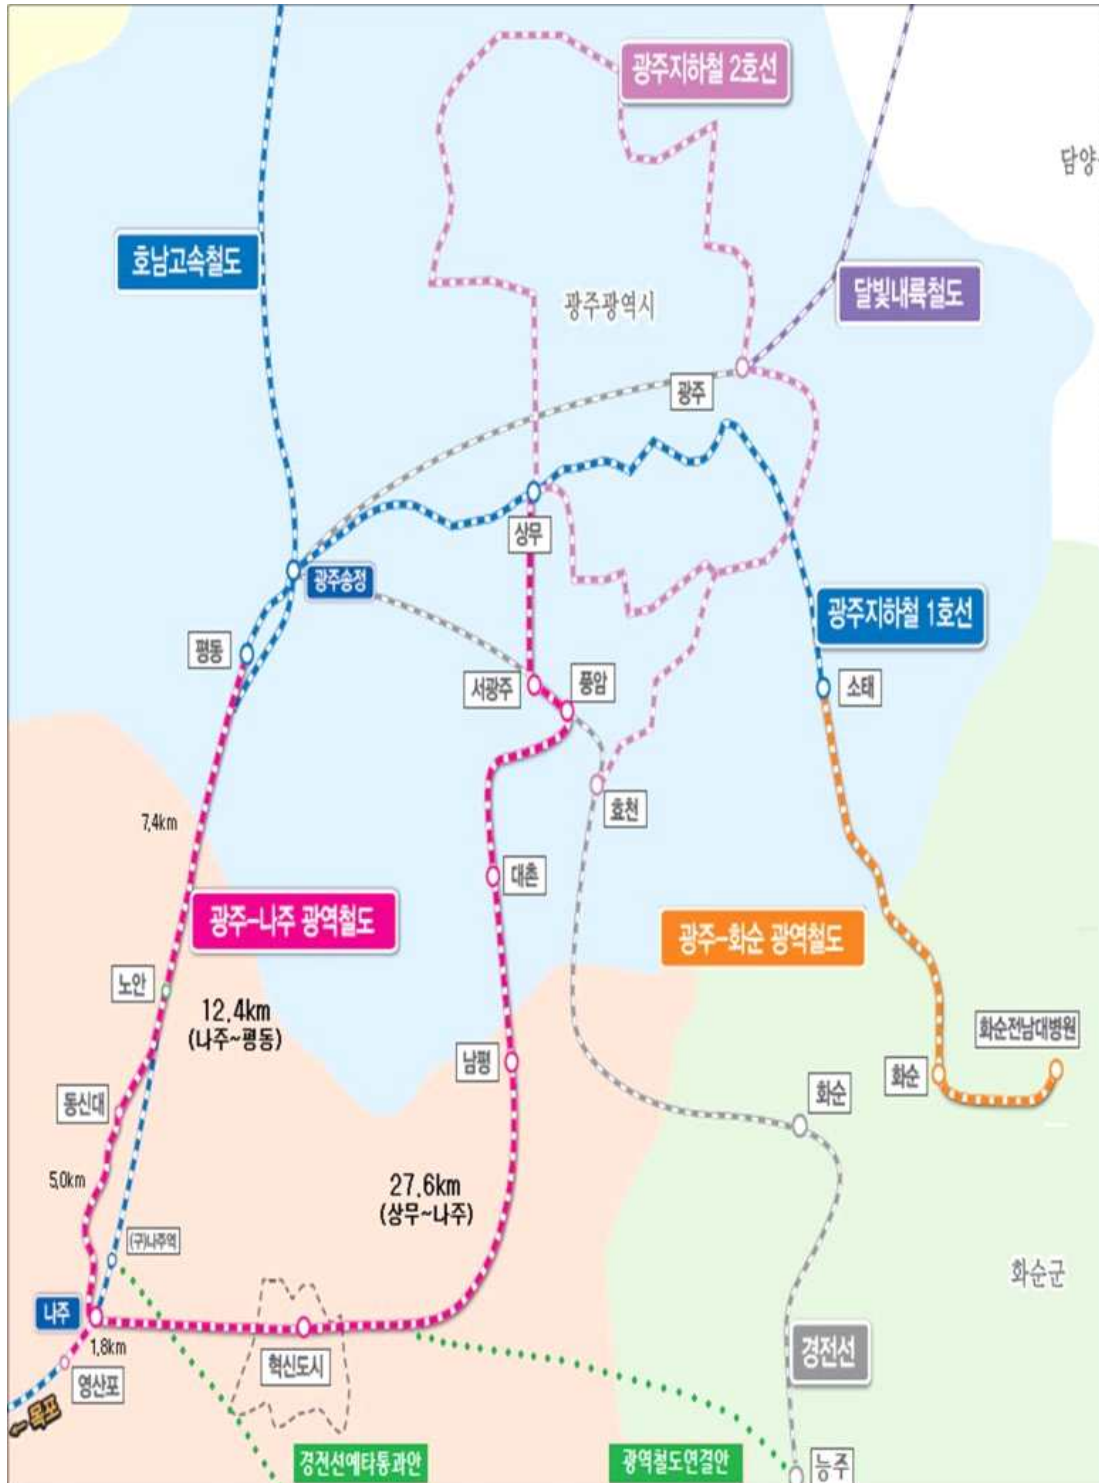 광주지하철 2호선
담양
호남고속철도
달빛내륙철도
광주광역시
광주
상무
광주송정
광주지하철 1호선
평동
서광주
풍암
소태
효천
7.4km
대촌
광주-나주 광역철도
광주-화순 광역철도
노안
12.4km
(나주~평동)
화순전남대병원
남평
화순
동신대
화순
5.0km
27.6km
(상무~나주)
(구)나주역
화순군
나주
1.8km
경전선
혁신도시
영산포
←목포
경전선예타통과안
광역철도연결안
능주